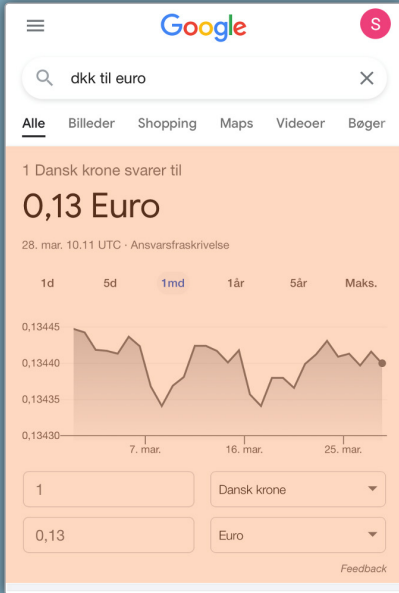 Google
S
dkk til euro
Alle Billeder Shopping Maps Videoer Bøger
1 Dansk krone svarer til
0,13 Euro
28. mar. 10.11 UTC · Ansvarsfraskrivelse
1d 5d 1md 1år 5år Maks.
0,13445
0,13440
0,13435
0,13430
7. mar. 16. mar. 25. mar.
1 Dansk krone
0,13 Euro
Feedback